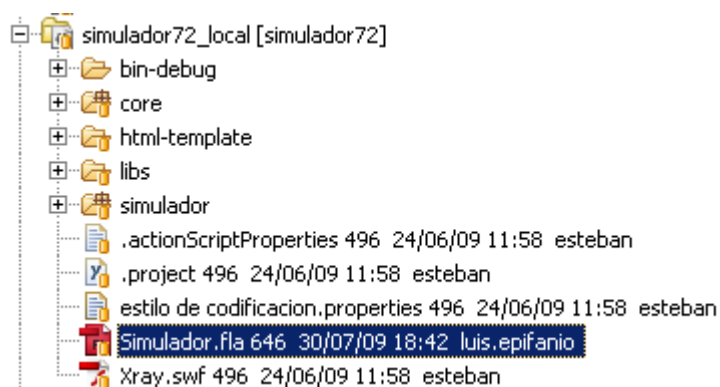 simulador72_local [simulador72]
bin-debug
core
html-template
libs
simulador
.actionScriptProperties 496 24/06/09 11:58 esteban
.project 496 24/06/09 11:58 esteban
estilo de codificacion.properties 496 24/06/09 11:58 esteban
Simulador.fla 646 30/07/09 18:42 luis.epifanio
Xray.swf 496 24/06/09 11:58 esteban